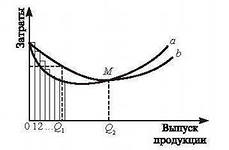 Затраты
a
b
M
0 1 2 ... Q₁
Q₂
Выпуск
продукции